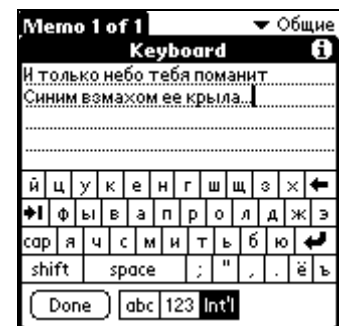 Memo 1 of 1 Общие
Keyboard
И только небо тебя поманит
Синим взмахом ее крыла...
й ц у к е н г ш щ з х
ф ы в а п р о л д ж э
cap я ч с м и т ь б ю
shift space ; " , . ё ъ
Done abc 123 Int'l